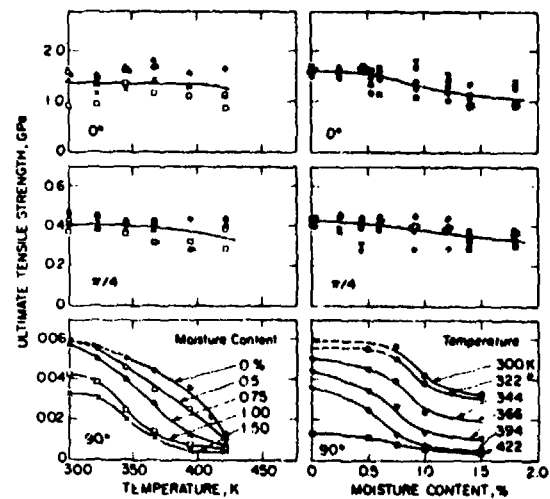 ULTIMATE TENSILE STRENGTH, GPa
2.0
1.0
0
0°
0°
0.6
0.4
0.2
0
π/4
π/4
0.06
0.04
0.02
0
90°
Moisture Content
0 %
0.5
0.75
1.00
1.50
90°
Temperature
300 K
322
344
366
394
422
300 350 400 450
TEMPERATURE, K
0 0.5 1.0 1.5 2.0
MOISTURE CONTENT, %